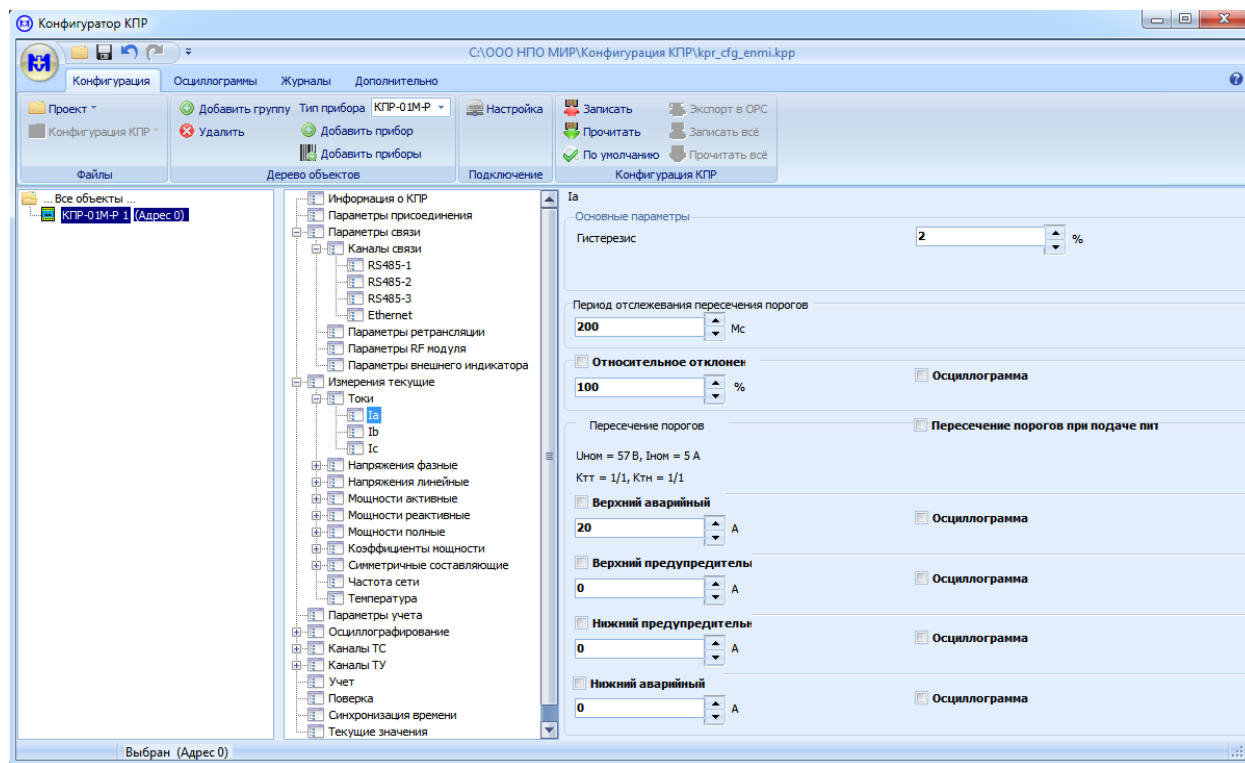 Конфигуратор КПР
C:\ООО НПО МИР\Конфигурация КПР\kpr_cfg_enmi.kpp
Конфигурация Осциллограммы Журналы Дополнительно
Проект
Конфигурация КПР
Файлы
Добавить группу Тип прибора КПР-01М-Р
Удалить Добавить прибор
Добавить приборы
Дерево объектов
Настройка
Подключение
Записать Экспорт в OPC
Прочитать Записать всё
По умолчанию Прочитать всё
Конфигурация КПР
... Все объекты ...
КПР-01М-Р 1 (Адрес 0)
Информация о КПР
Параметры присоединения
Параметры связи
Каналы связи
RS485-1
RS485-2
RS485-3
Ethernet
Параметры ретрансляции
Параметры RF модуля
Параметры внешнего индикатора
Измерения текущие
Токи
Ia
Ib
Ic
Напряжения фазные
Напряжения линейные
Мощности активные
Мощности реактивные
Мощности полные
Коэффициенты мощности
Симметричные составляющие
Частота сети
Температура
Параметры учета
Осциллографирование
Каналы ТС
Каналы ТУ
Учет
Поверка
Синхронизация времени
Текущие значения
Ia
Основные параметры
Гистерезис 2 %
Период отслежевания пересечения порогов
200 Мс
Относительное отклонен
100 % Осциллограмма
Пересечение порогов Пересечение порогов при подаче пит
Uном = 57 В, Iном = 5 А
Ктт = 1/1, Ктн = 1/1
Верхний аварийный
20 А Осциллограмма
Верхний предупредителы
0 А Осциллограмма
Нижний предупредителы
0 А Осциллограмма
Нижний аварийный
0 А Осциллограмма
Выбран (Адрес 0)